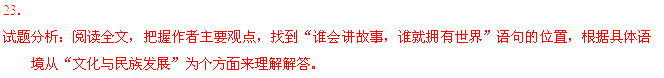 23.
试题分析：阅读全文，把握作者主要观点，找到“谁会讲故事，谁就拥有世界”语句的位置，根据具体语
境从“文化与民族发展”为个方面来理解解答。